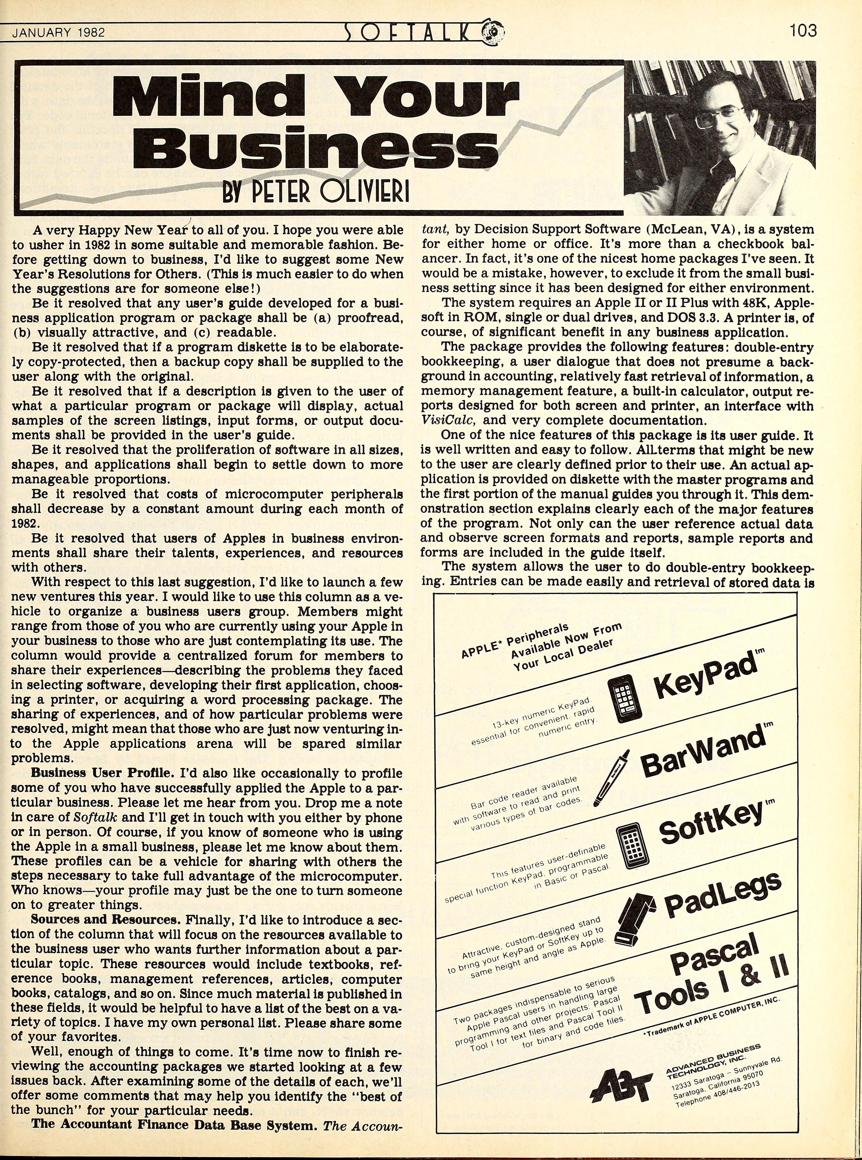 JANUARY 1982
SOFTALK
103
Mind Your
Business
BY PETER OLIVIERI
A very Happy New Year to all of you. I hope you were able
to usher in 1982 in some suitable and memorable fashion. Be-
fore getting down to business, I'd like to suggest some New
Year's Resolutions for Others. (This is much easier to do when
the suggestions are for someone else!)
Be it resolved that any user's guide developed for a busi-
ness application program or package shall be (a) proofread,
(b) visually attractive, and (c) readable.
Be it resolved that if a program diskette is to be elaborate-
ly copy-protected, then a backup copy shall be supplied to the
user along with the original.
Be it resolved that if a description is given to the user of
what a particular program or package will display, actual
samples of the screen listings, input forms, or output docu-
ments shall be provided in the user's guide.
Be it resolved that the proliferation of software in all sizes,
shapes, and applications shall begin to settle down to more
manageable proportions.
Be it resolved that costs of microcomputer peripherals
shall decrease by a constant amount during each month of
1982.
Be it resolved that users of Apples in business environ-
ments shall share their talents, experiences, and resources
with others.
With respect to this last suggestion, I'd like to launch a few
new ventures this year. I would like to use this column as a ve-
hicle to organize a business users group. Members might
range from those of you who are currently using your Apple in
your business to those who are just contemplating its use. The
column would provide a centralized forum for members to
share their experiences—describing the problems they faced
in selecting software, developing their first application, choos-
ing a printer, or acquiring a word processing package. The
sharing of experiences, and of how particular problems were
resolved, might mean that those who are just now venturing in-
to the Apple applications arena will be spared similar
problems.
Business User Profile. I'd also like occasionally to profile
some of you who have successfully applied the Apple to a par-
ticular business. Please let me hear from you. Drop me a note
in care of Softalk and I'll get in touch with you either by phone
or in person. Of course, if you know of someone who is using
the Apple in a small business, please let me know about them.
These profiles can be a vehicle for sharing with others the
steps necessary to take full advantage of the microcomputer.
Who knows—your profile may just be the one to turn someone
on to greater things.
Sources and Resources. Finally, I'd like to introduce a sec-
tion of the column that will focus on the resources available to
the business user who wants further information about a par-
ticular topic. These resources would include textbooks, ref-
erence books, management references, articles, computer
books, catalogs, and so on. Since much material is published in
these fields, it would be helpful to have a list of the best on a va-
riety of topics. I have my own personal list. Please share some
of your favorites.
Well, enough of things to come. It's time now to finish re-
viewing the accounting packages we started looking at a few
issues back. After examining some of the details of each, we'll
offer some comments that may help you identify the "best of
the bunch" for your particular needs.
The Accountant Finance Data Base System. The Accoun-
tant, by Decision Support Software (McLean, VA), is a system
for either home or office. It's more than a checkbook bal-
ancer. In fact, it's one of the nicest home packages I've seen. It
would be a mistake, however, to exclude it from the small busi-
ness setting since it has been designed for either environment.
The system requires an Apple II or II Plus with 48K, Apple-
soft in ROM, single or dual drives, and DOS 3.3. A printer is, of
course, of significant benefit in any business application.
The package provides the following features: double-entry
bookkeeping, a user dialogue that does not presume a back-
ground in accounting, relatively fast retrieval of information, a
memory management feature, a built-in calculator, output re-
ports designed for both screen and printer, an interface with
VisiCalc, and very complete documentation.
One of the nice features of this package is its user guide. It
is well written and easy to follow. All terms that might be new
to the user are clearly defined prior to their use. An actual ap-
plication is provided on diskette with the master programs and
the first portion of the manual guides you through it. This dem-
onstration section explains clearly each of the major features
of the program. Not only can the user reference actual data
and observe screen formats and reports, sample reports and
forms are included in the guide itself.
The system allows the user to do double-entry bookkeep-
ing. Entries can be made easily and retrieval of stored data is
APPLE* Peripherals
Available Now From
Your Local Dealer
KeyPad™
13-key numeric KeyPad,
essential for convenient, rapid
numeric entry.
BarWand™
Bar code reader available
with software to read and print
various types of bar codes.
SoftKey™
This features user-definable
special function KeyPad, programmable
in Basic or Pascal.
PadLegs
Attractive, custom-designed stand
to bring your KeyPad or SoftKey up to
same height and angle as Apple.
Pascal
Tools I & II
Two packages indispensable to serious
Apple Pascal users in handling large
programming and other projects: Pascal
Tool I for text files and Pascal Tool II
for binary and code files.
*Trademark of APPLE COMPUTER, INC.
ABT
ADVANCED BUSINESS
TECHNOLOGY, INC.
12333 Saratoga - Sunnyvale Rd.
Saratoga, California 95070
Telephone 408/446-2013